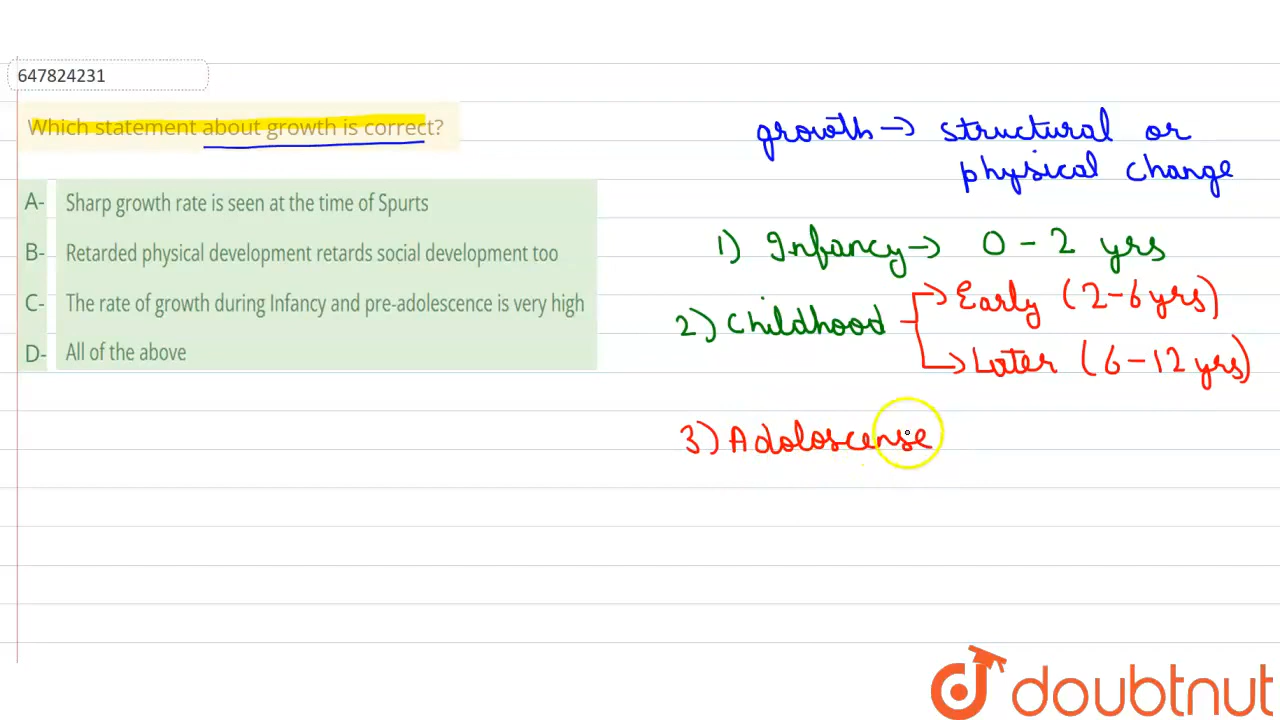 647824231
Which statement about growth is correct?
A- Sharp growth rate is seen at the time of Spurts
B- Retarded physical development retards social development too
C- The rate of growth during Infancy and pre-adolescence is very high
D- All of the above
growth → structural or
physical change
1) Infancy → 0 - 2 yrs
2) Childhood → Early (2-6 yrs)
→ Later (6-12 yrs)
3) Adoloscense
doubtnut